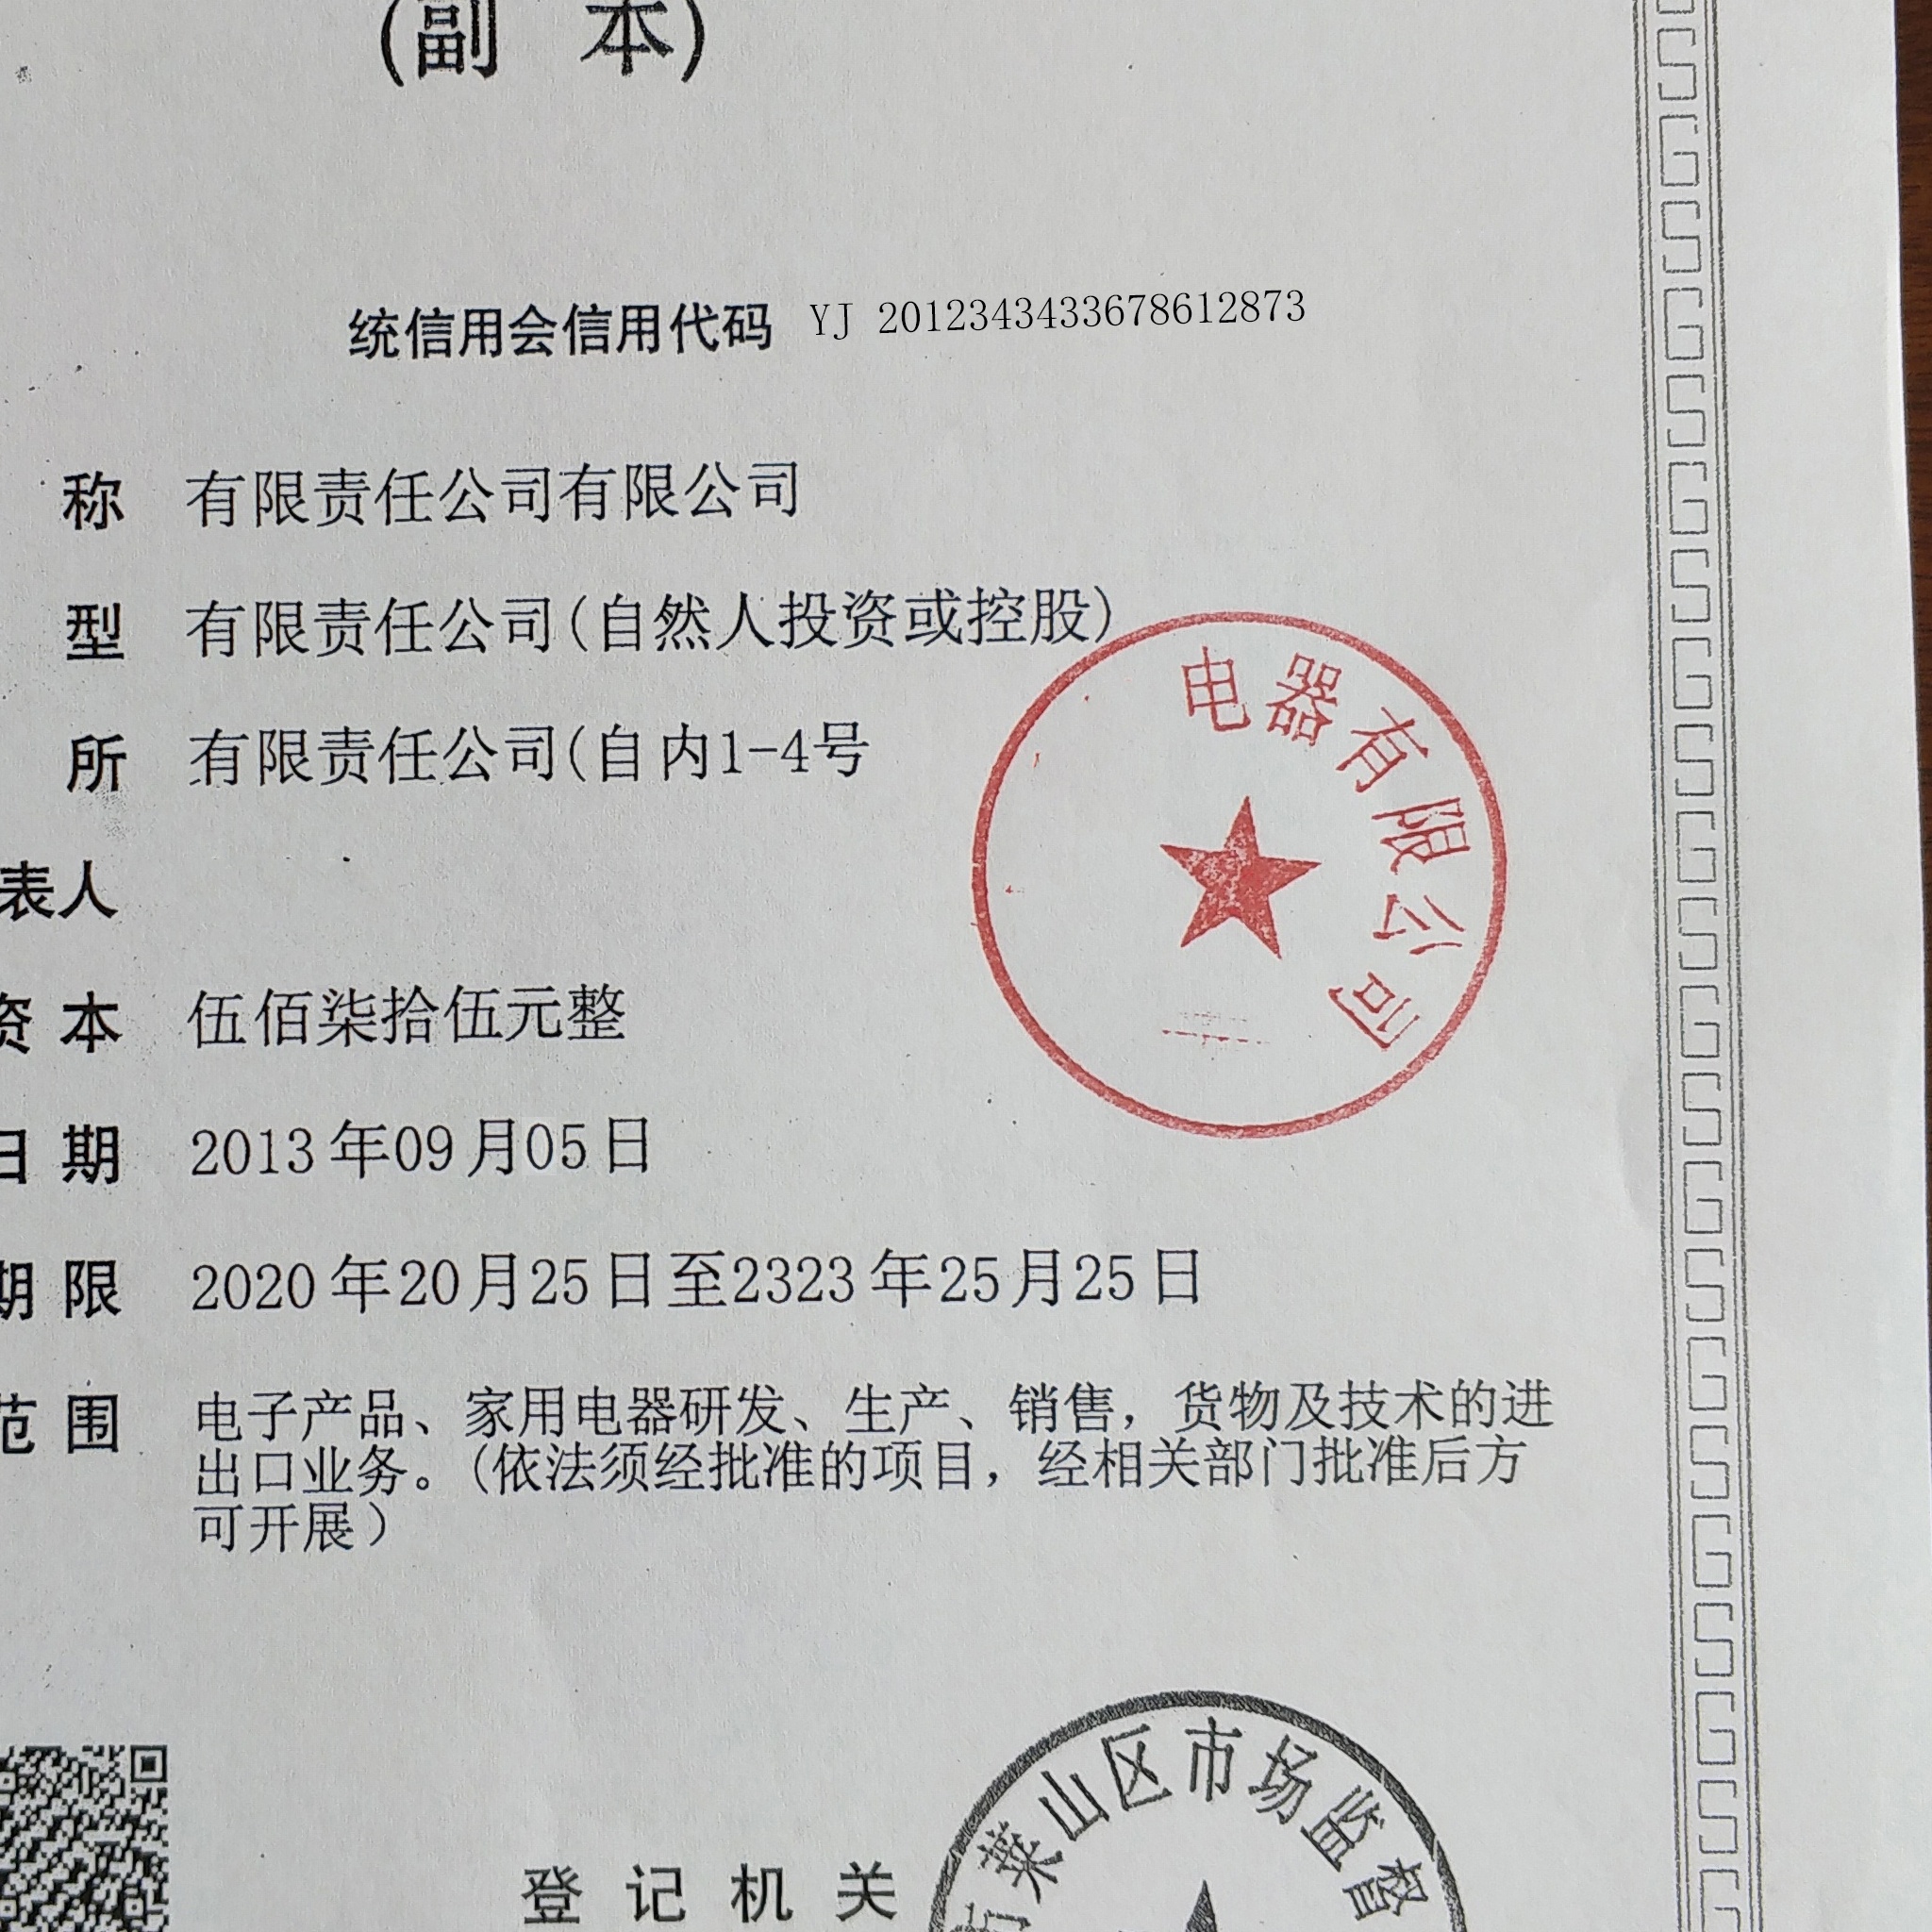 (副 本)
统信用会信用代码 YJ 2012343433678612873
称 有限责任公司有限公司
型 有限责任公司(自然人投资或控股)
所 有限责任公司(自内1-4号
表人
资 本 伍佰柒拾伍元整
日 期 2013年09月05日
期 限 2020年20月25日至2323年25月25日
范 围 电子产品、家用电器研发、生产、销售，货物及技术的进
出口业务。(依法须经批准的项目，经相关部门批准后方
可开展）
电器有限公司
登 记 机 关
莱山区市场监督